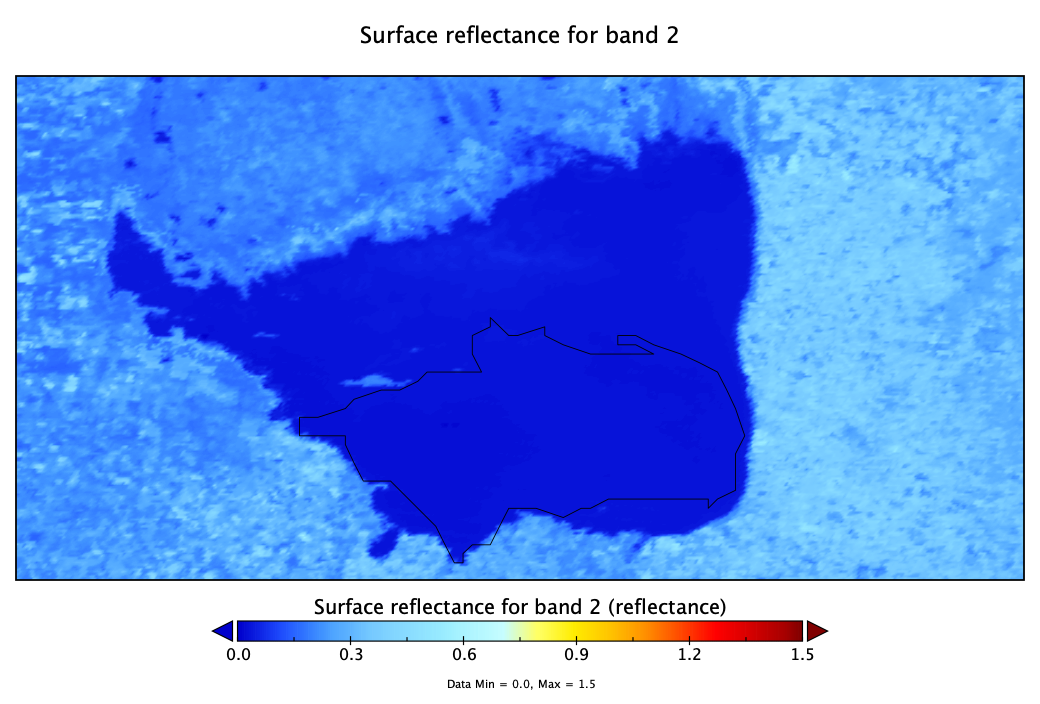 Surface reflectance for band 2
Surface reflectance for band 2 (reflectance)
0.0 0.3 0.6 0.9 1.2 1.5
Data Min = 0.0, Max = 1.5